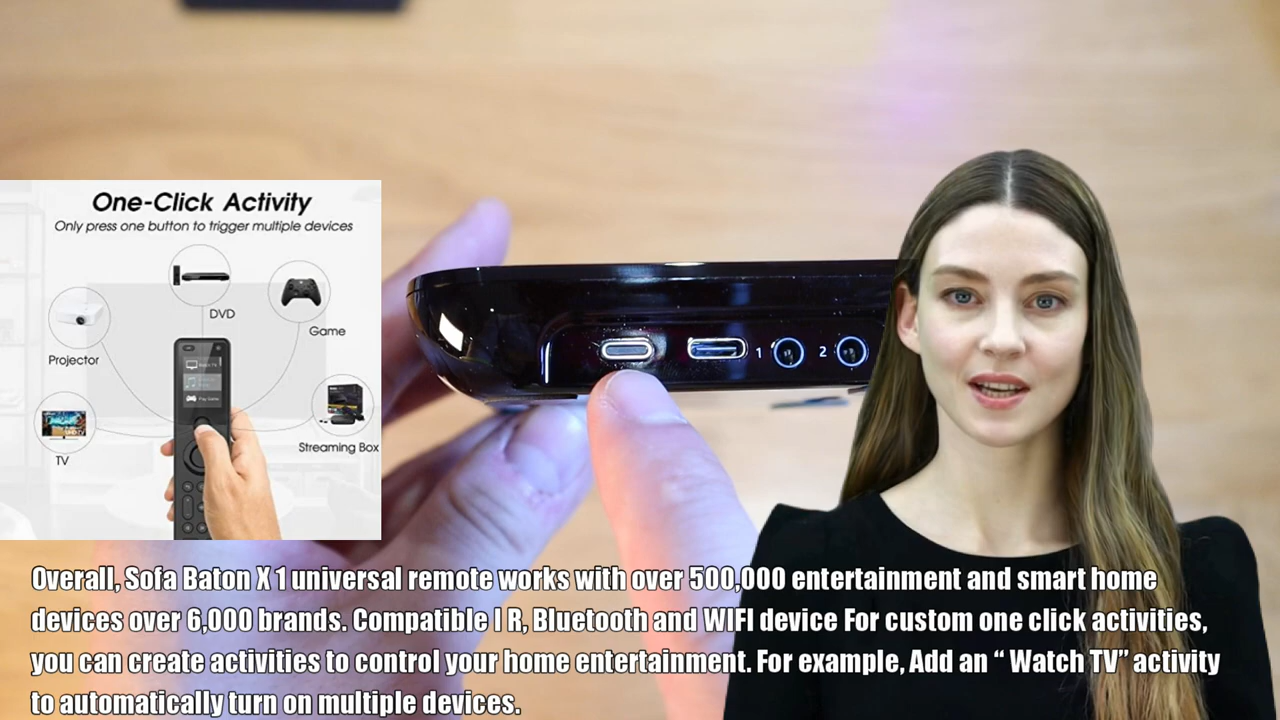 One-Click Activity
Only press one button to trigger multiple devices
DVD
Game
Projector
TV
Streaming Box
Play Game
1
2
Overall, Sofa Baton X 1 universal remote works with over 500,000 entertainment and smart home
devices over 6,000 brands. Compatible I R, Bluetooth and WIFI device For custom one click activities,
you can create activities to control your home entertainment. For example, Add an “ Watch TV” activity
to automatically turn on multiple devices.